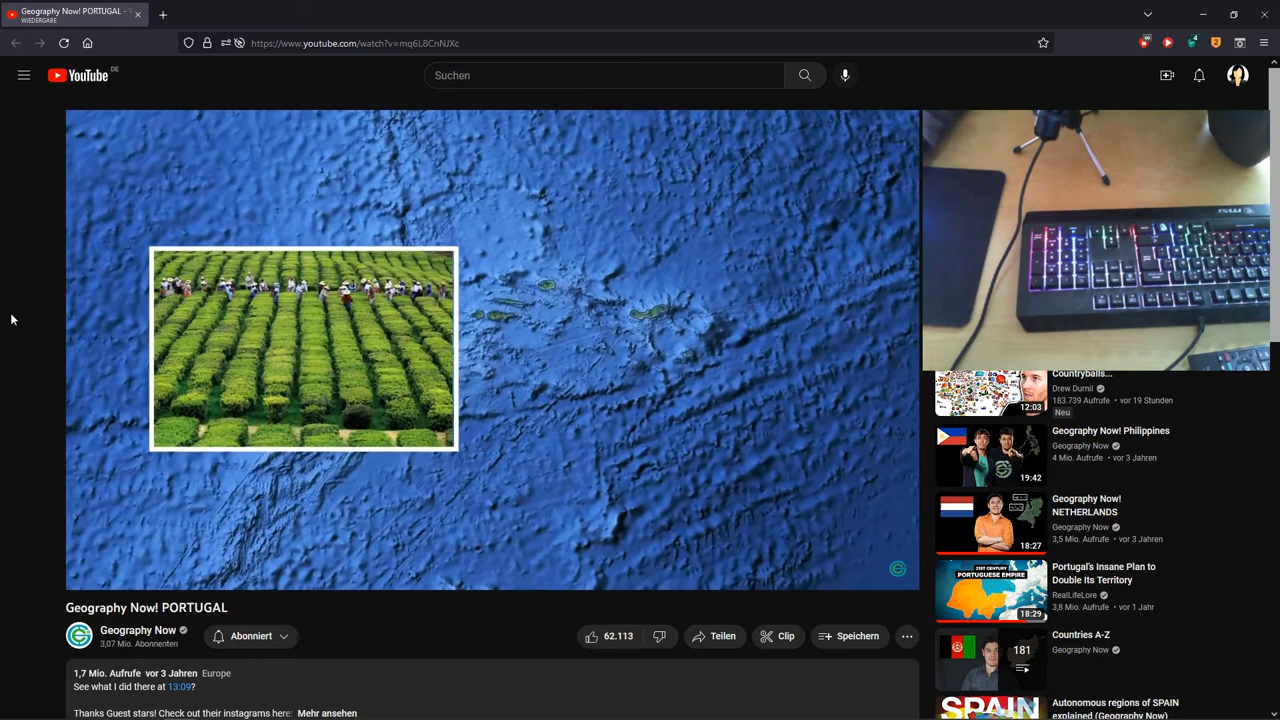 Geography Now! PORTUGAL - Y
WIEDERGABE
https://www.youtube.com/watch?v=mq6L8CnNJXc
2
4
YouTube DE
Suchen
msi
Countryballs...
Drew Durnil
183.739 Aufrufe • vor 19 Stunden
Neu
12:03
Geography Now! Philippines
Geography Now
4 Mio. Aufrufe • vor 3 Jahren
19:42
Geography Now! NETHERLANDS
Geography Now
3,5 Mio. Aufrufe • vor 3 Jahren
18:27
21ST CENTURY
PORTUGUESE EMPIRE
Portugal's Insane Plan to
Double Its Territory
RealLifeLore
3,8 Mio. Aufrufe • vor 1 Jahr
18:29
Countries A-Z
Geography Now
181
SPAIN
Autonomous regions of SPAIN
explained (Geography Now)
Geography Now! PORTUGAL
Geography Now
3,07 Mio. Abonnenten
Abonniert
62.113
Teilen
Clip
Speichern
1,7 Mio. Aufrufe vor 3 Jahren Europe
See what I did there at 13:09?
Thanks Guest stars! Check out their instagrams here: Mehr ansehen